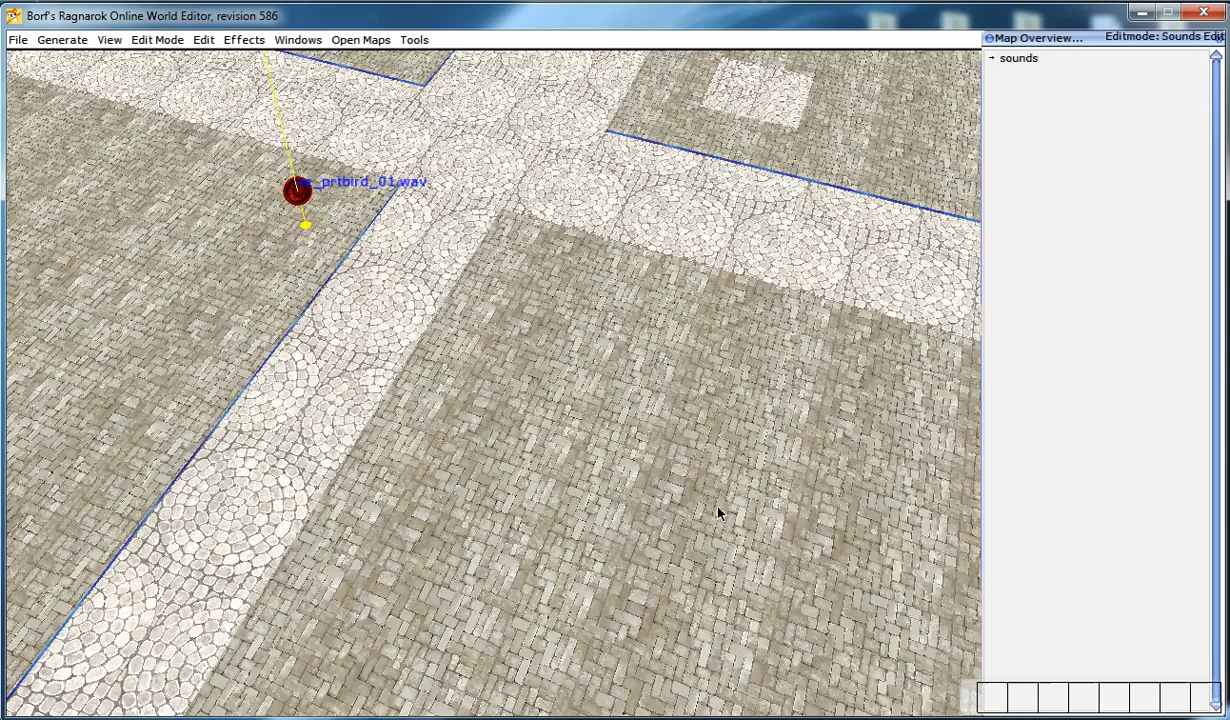 Borf's Ragnarok Online World Editor, revision 586
File Generate View Edit Mode Edit Effects Windows Open Maps Tools
Map Overview... Editmode: Sounds Edit
sounds
_prtbird_01.wav